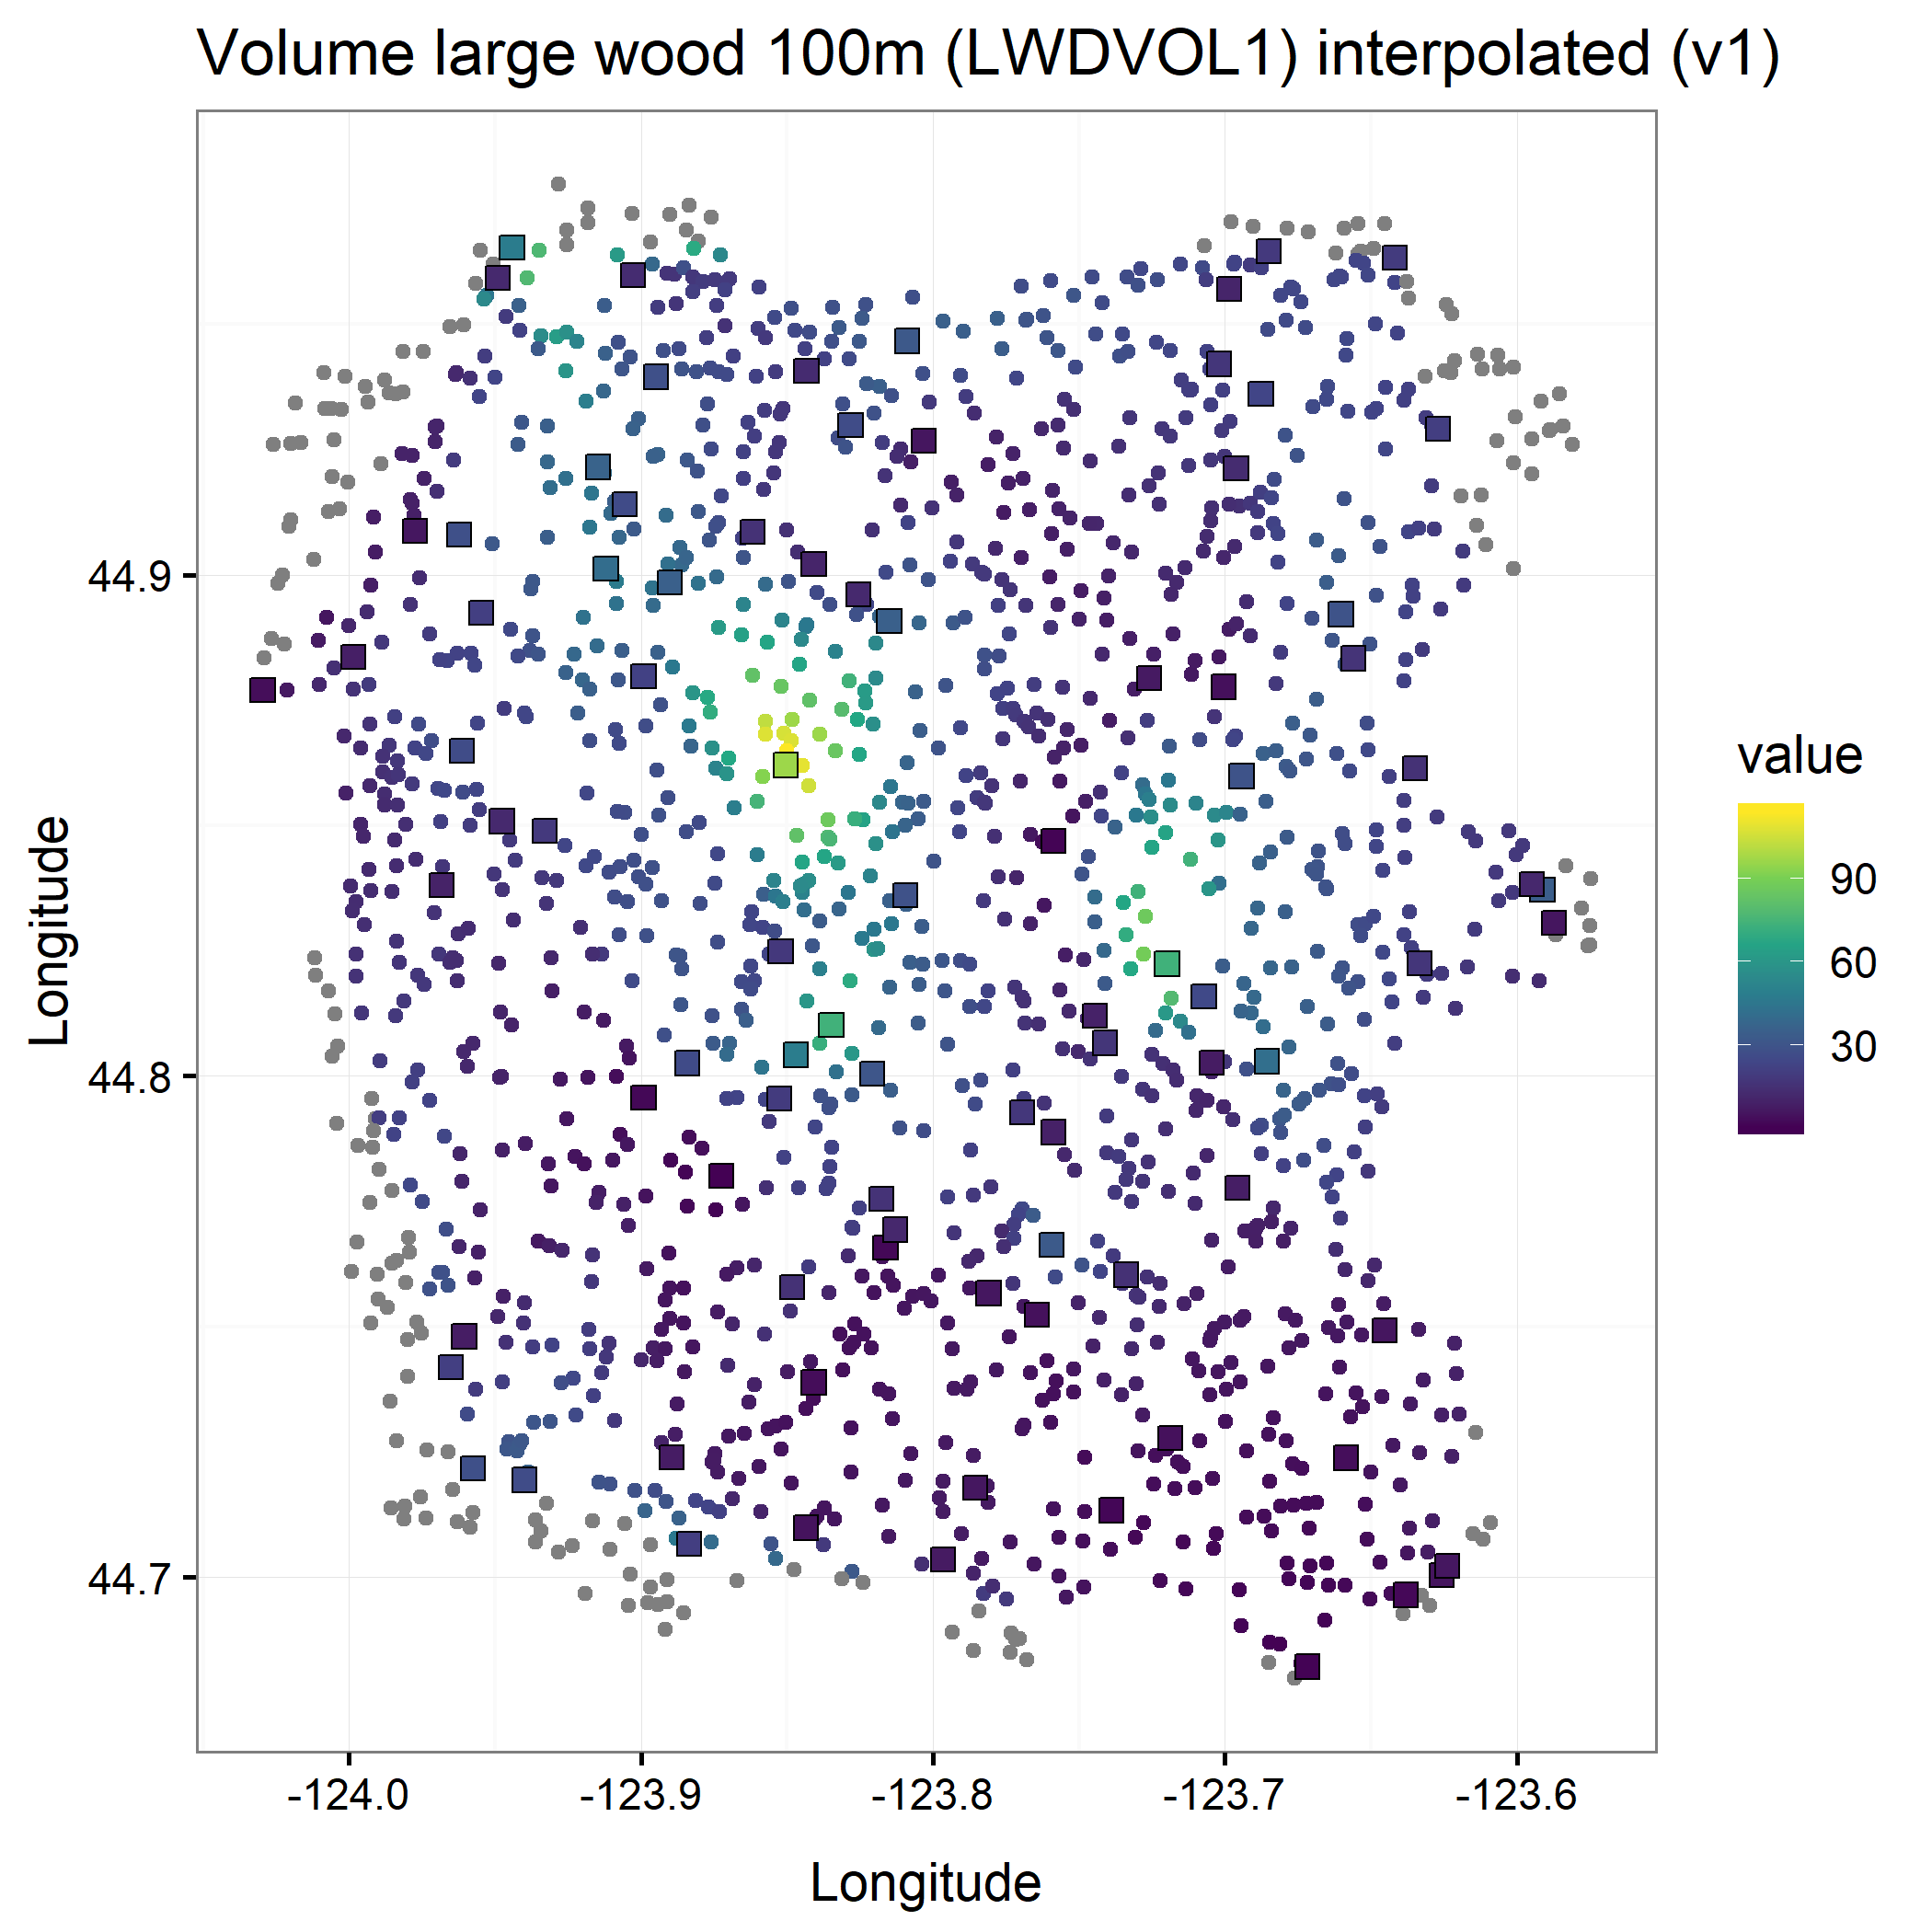 Volume large wood 100m (LWDVOL1) interpolated (v1)
Longitude
44.9
44.8
44.7
-124.0
-123.9
-123.8
-123.7
-123.6
Longitude
value
90
60
30